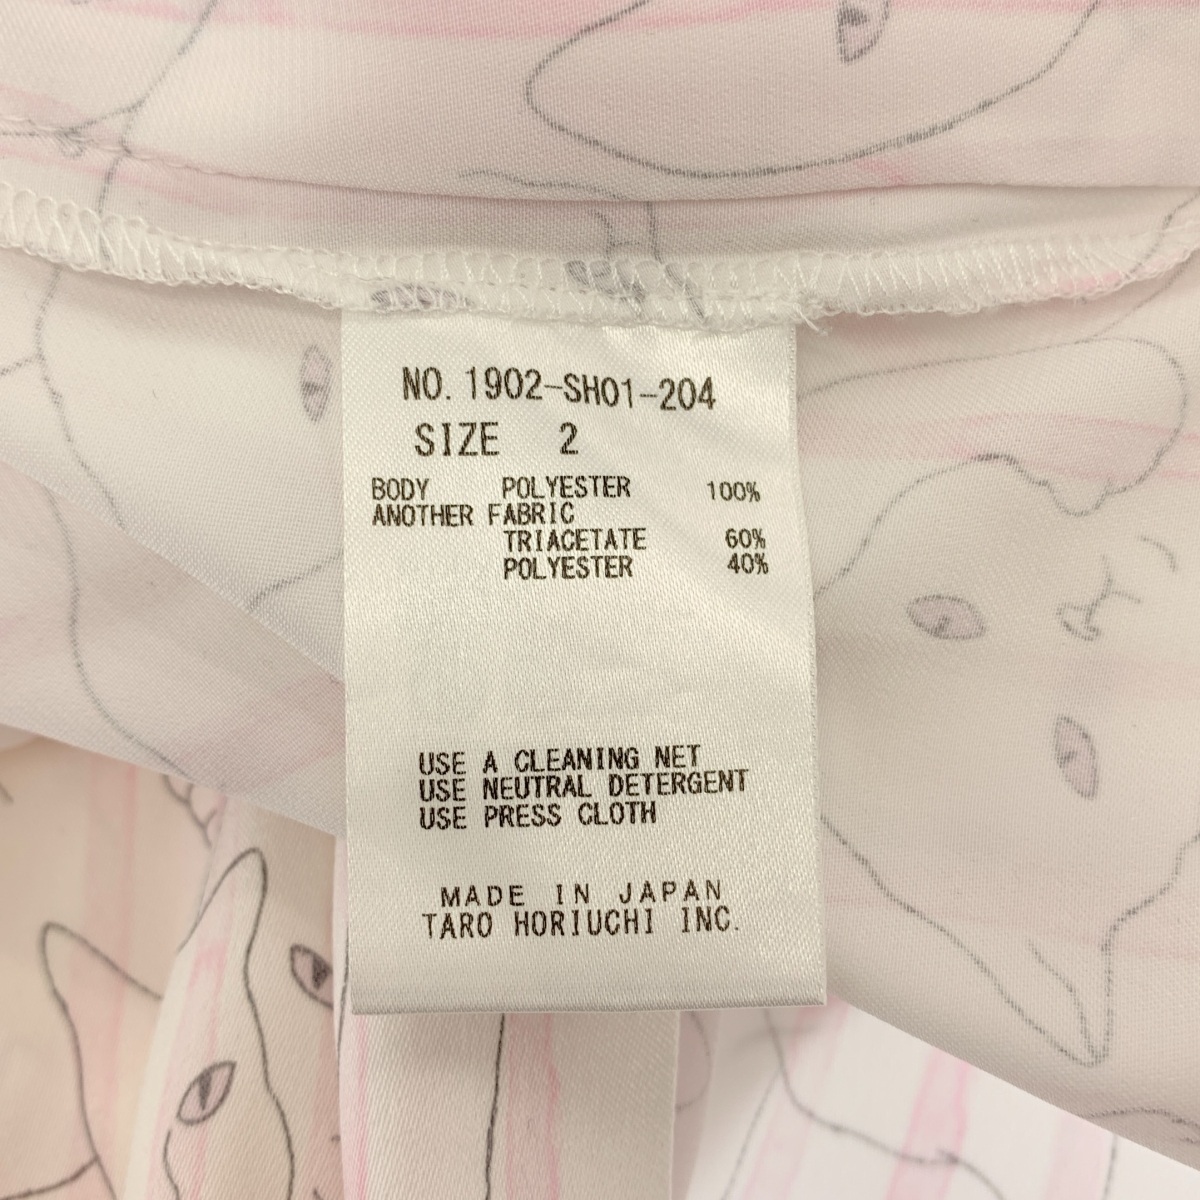 NO. 1902-SH01-204
SIZE 2
BODY POLYESTER 100%
ANOTHER FABRIC
TRIACETATE 60%
POLYESTER 40%
USE A CLEANING NET
USE NEUTRAL DETERGENT
USE PRESS CLOTH
MADE IN JAPAN
TARO HORIUCHI INC.